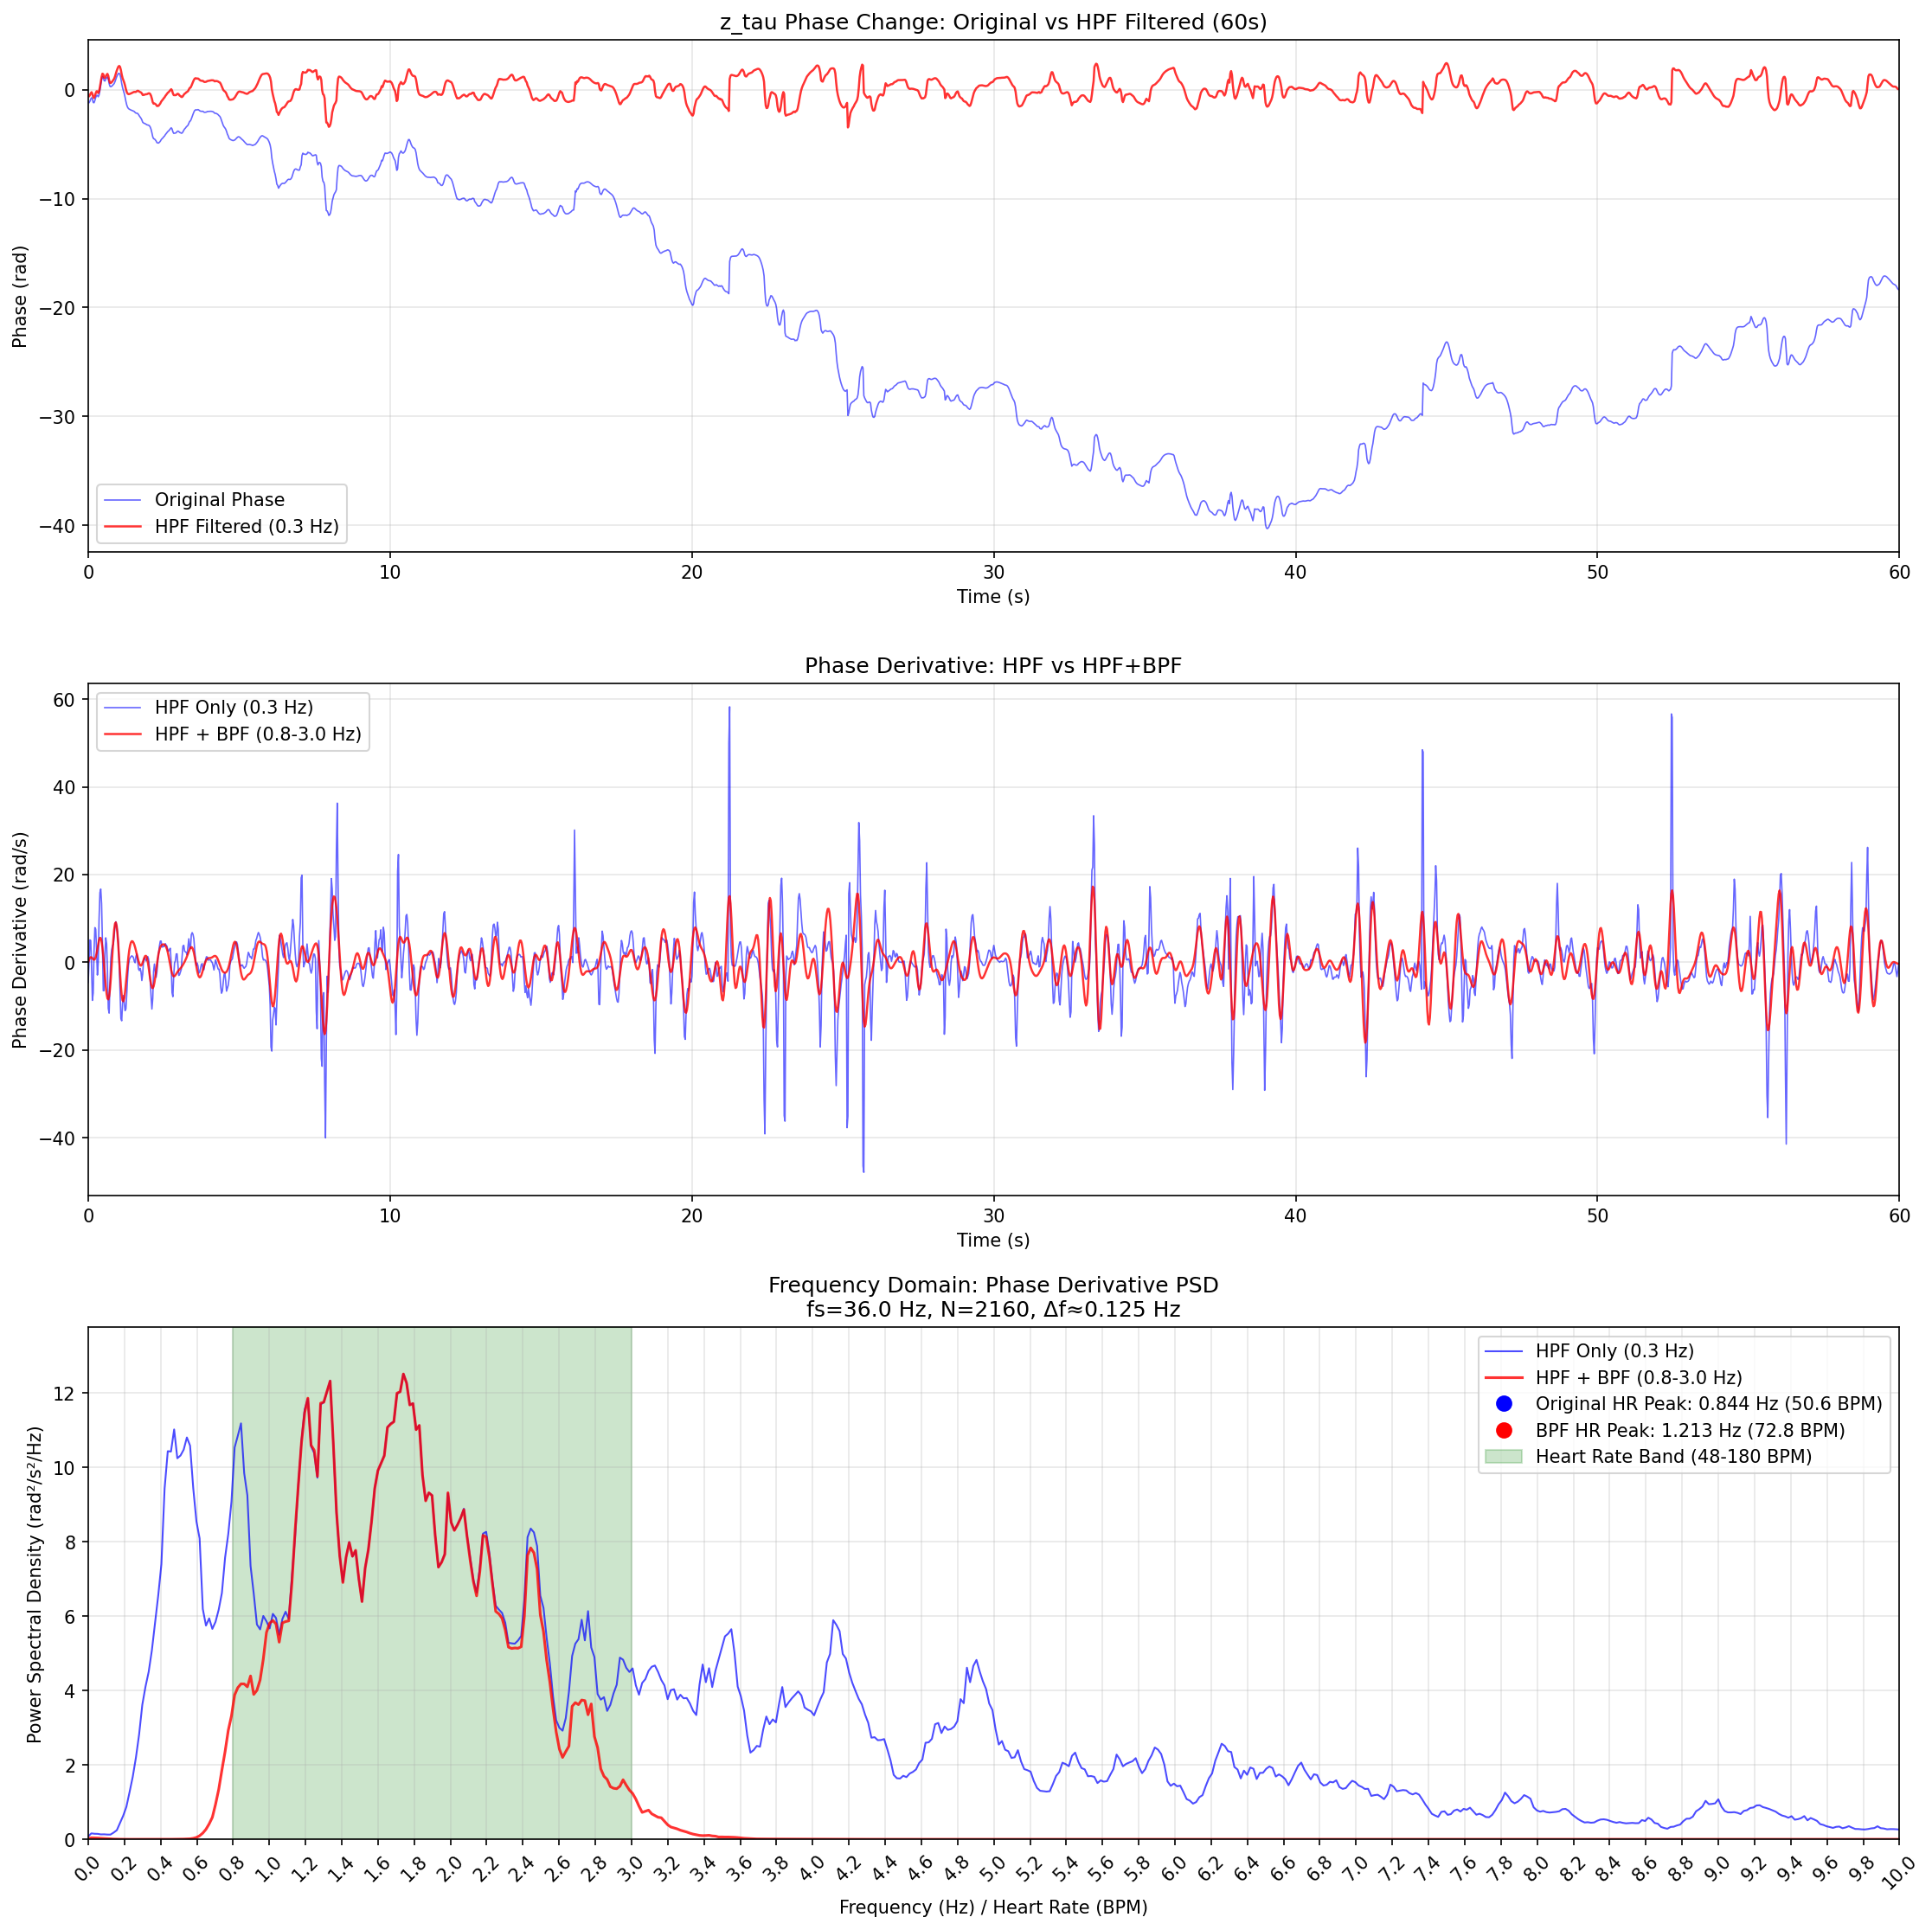 z_tau Phase Change: Original vs HPF Filtered (60s)
Phase (rad)
0
−10
−20
−30
−40
Original Phase
HPF Filtered (0.3 Hz)
0 10 20 30 40 50 60
Time (s)
Phase Derivative: HPF vs HPF+BPF
Phase Derivative (rad/s)
60
40
20
0
−20
−40
HPF Only (0.3 Hz)
HPF + BPF (0.8-3.0 Hz)
0 10 20 30 40 50 60
Time (s)
Frequency Domain: Phase Derivative PSD
fs=36.0 Hz, N=2160, Δf≈0.125 Hz
Power Spectral Density (rad²/s²/Hz)
12
10
8
6
4
2
0
HPF Only (0.3 Hz)
HPF + BPF (0.8-3.0 Hz)
Original HR Peak: 0.844 Hz (50.6 BPM)
BPF HR Peak: 1.213 Hz (72.8 BPM)
Heart Rate Band (48-180 BPM)
0.0 0.2 0.4 0.6 0.8 1.0 1.2 1.4 1.6 1.8 2.0 2.2 2.4 2.6 2.8 3.0 3.2 3.4 3.6 3.8 4.0 4.2 4.4 4.6 4.8 5.0 5.2 5.4 5.6 5.8 6.0 6.2 6.4 6.6 6.8 7.0 7.2 7.4 7.6 7.8 8.0 8.2 8.4 8.6 8.8 9.0 9.2 9.4 9.6 9.8 10.0
Frequency (Hz) / Heart Rate (BPM)